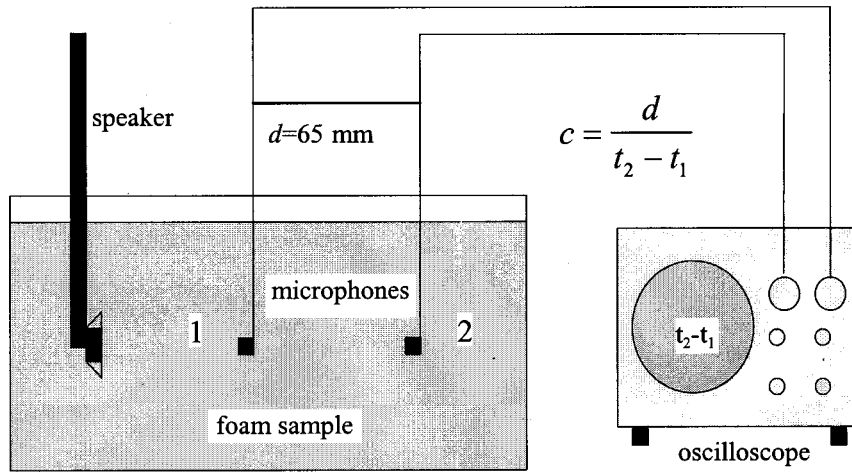 speaker
d=65 mm
c = d / (t₂ − t₁)
microphones
1
2
t₂-t₁
foam sample
oscilloscope